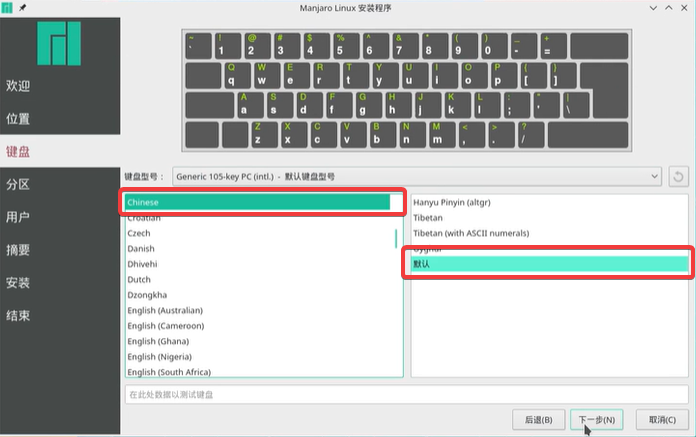 Manjaro Linux 安装程序
欢迎
位置
键盘
分区
用户
摘要
安装
结束
~ ! @ # $ % ^ & * ( ) _ +
` 1 2 3 4 5 6 7 8 9 0 - =
Q W E R T Y U I O P { }
q w e r t y u i o p [ ]
A S D F G H J K L : " |
a s d f g h j k l ; ' \
Z X C V B N M < > ?
z x c v b n m , . /
键盘型号：
Generic 105-key PC (intl.) - 默认键盘型号
Chinese
Croatian
Czech
Danish
Dhivehi
Dutch
Dzongkha
English (Australian)
English (Cameroon)
English (Ghana)
English (Nigeria)
English (South Africa)
Hanyu Pinyin (altgr)
Tibetan
Tibetan (with ASCII numerals)
Uyghur
默认
在此处数据以测试键盘
后退(B)
下一步(N)
取消(C)